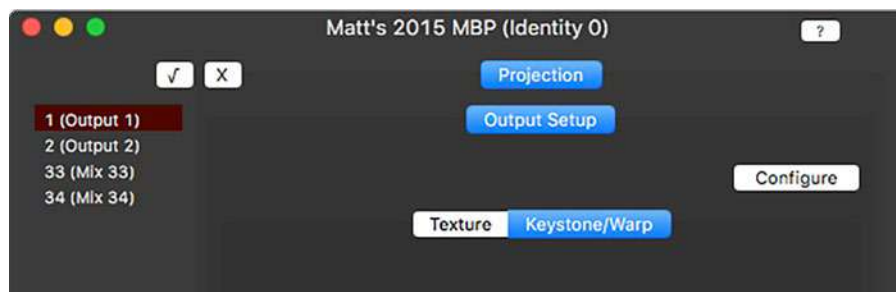 Matt's 2015 MBP (Identity 0)
?
√
X
Projection
1 (Output 1)
Output Setup
2 (Output 2)
33 (Mix 33)
Configure
34 (Mix 34)
Texture
Keystone/Warp